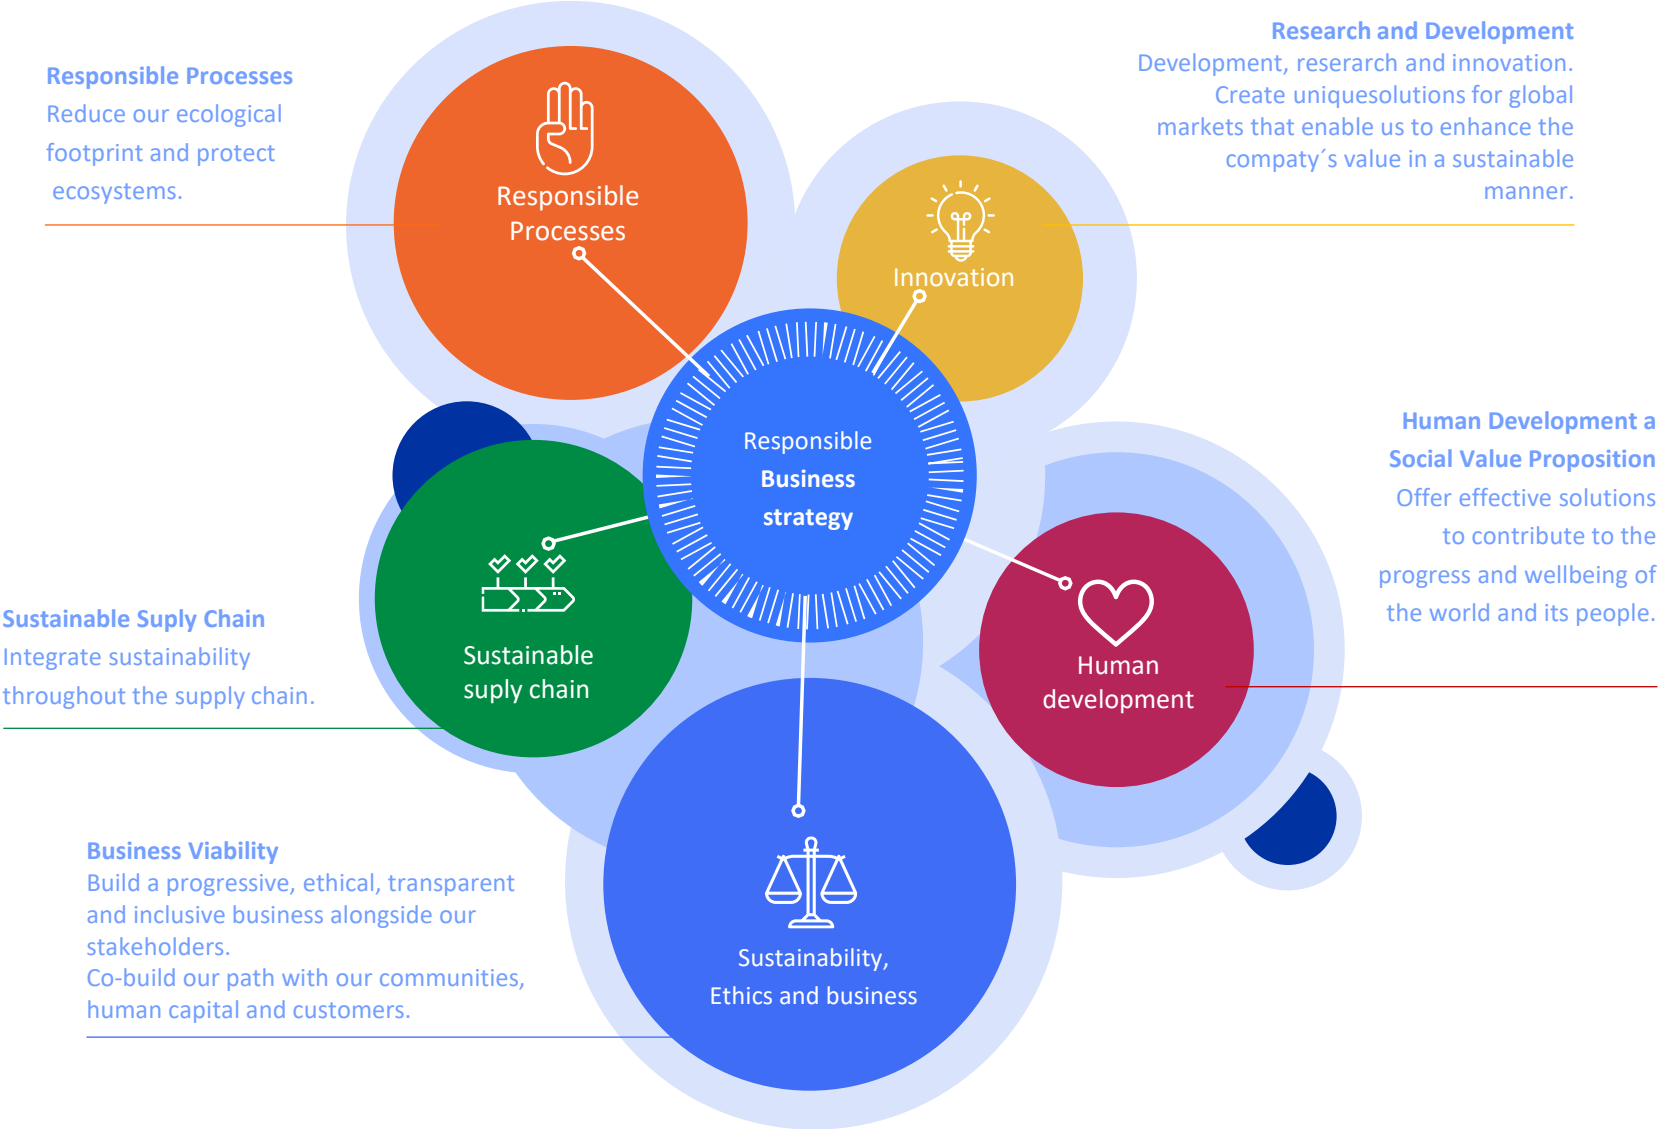 Responsible Processes
Reduce our ecological
footprint and protect
ecosystems.
Responsible
Processes
Research and Development
Development, reserarch and innovation.
Create uniquesolutions for global
markets that enable us to enhance the
compaty´s value in a sustainable
manner.
Innovation
Responsible
Business
strategy
Human Development a
Social Value Proposition
Offer effective solutions
to contribute to the
progress and wellbeing of
the world and its people.
Human
development
Sustainable Suply Chain
Integrate sustainability
throughout the supply chain.
Sustainable
suply chain
Business Viability
Build a progressive, ethical, transparent
and inclusive business alongside our
stakeholders.
Co-build our path with our communities,
human capital and customers.
Sustainability,
Ethics and business